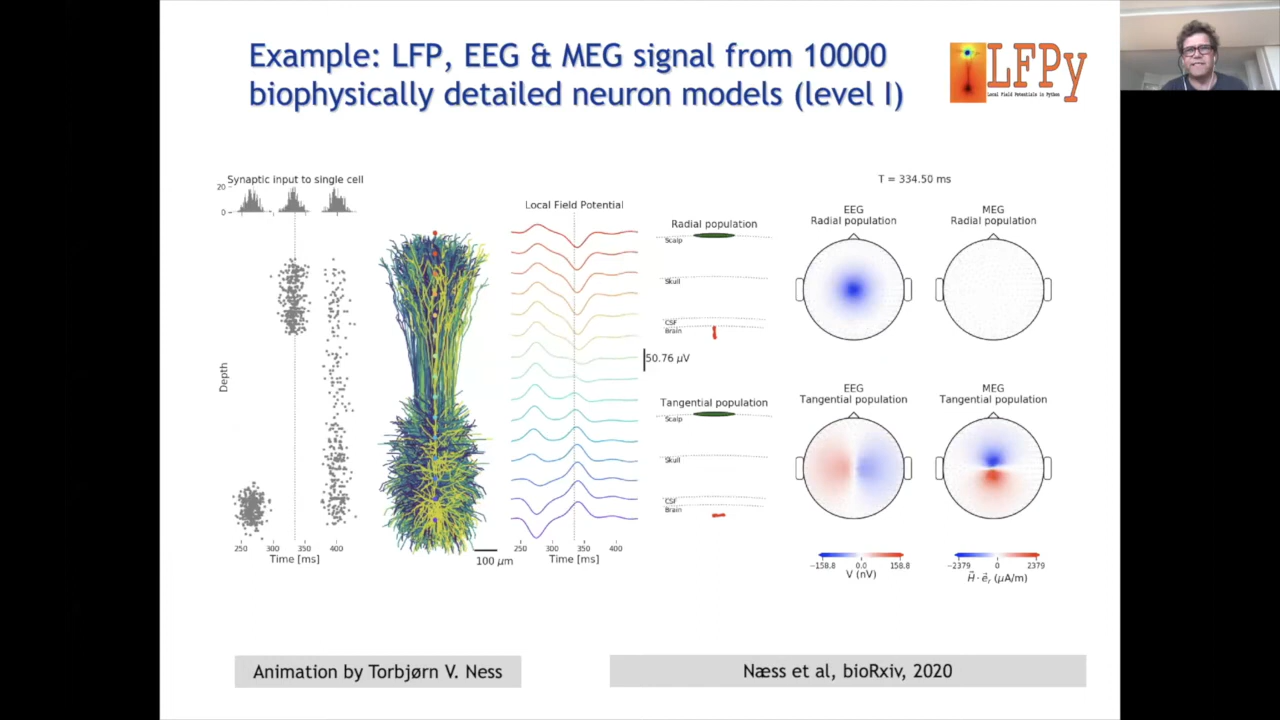 Example: LFP, EEG & MEG signal from 10000
biophysically detailed neuron models (level I)
LFPy
Local Field Potentials in Python
Synaptic input to single cell
20
0
Depth
250 300 350 400
Time [ms]
100 μm
Local Field Potential
250 300 350 400
Time [ms]
50.76 μV
Radial population
Scalp
Skull
CSF
Brain
Tangential population
Scalp
Skull
CSF
Brain
T = 334.50 ms
EEG
Radial population
MEG
Radial population
EEG
Tangential population
MEG
Tangential population
−158.8 0.0 158.8
V (nV)
−2379 0 2379
H⃗ · e⃗ᵣ (μA/m)
Animation by Torbjørn V. Ness
Næss et al, bioRxiv, 2020